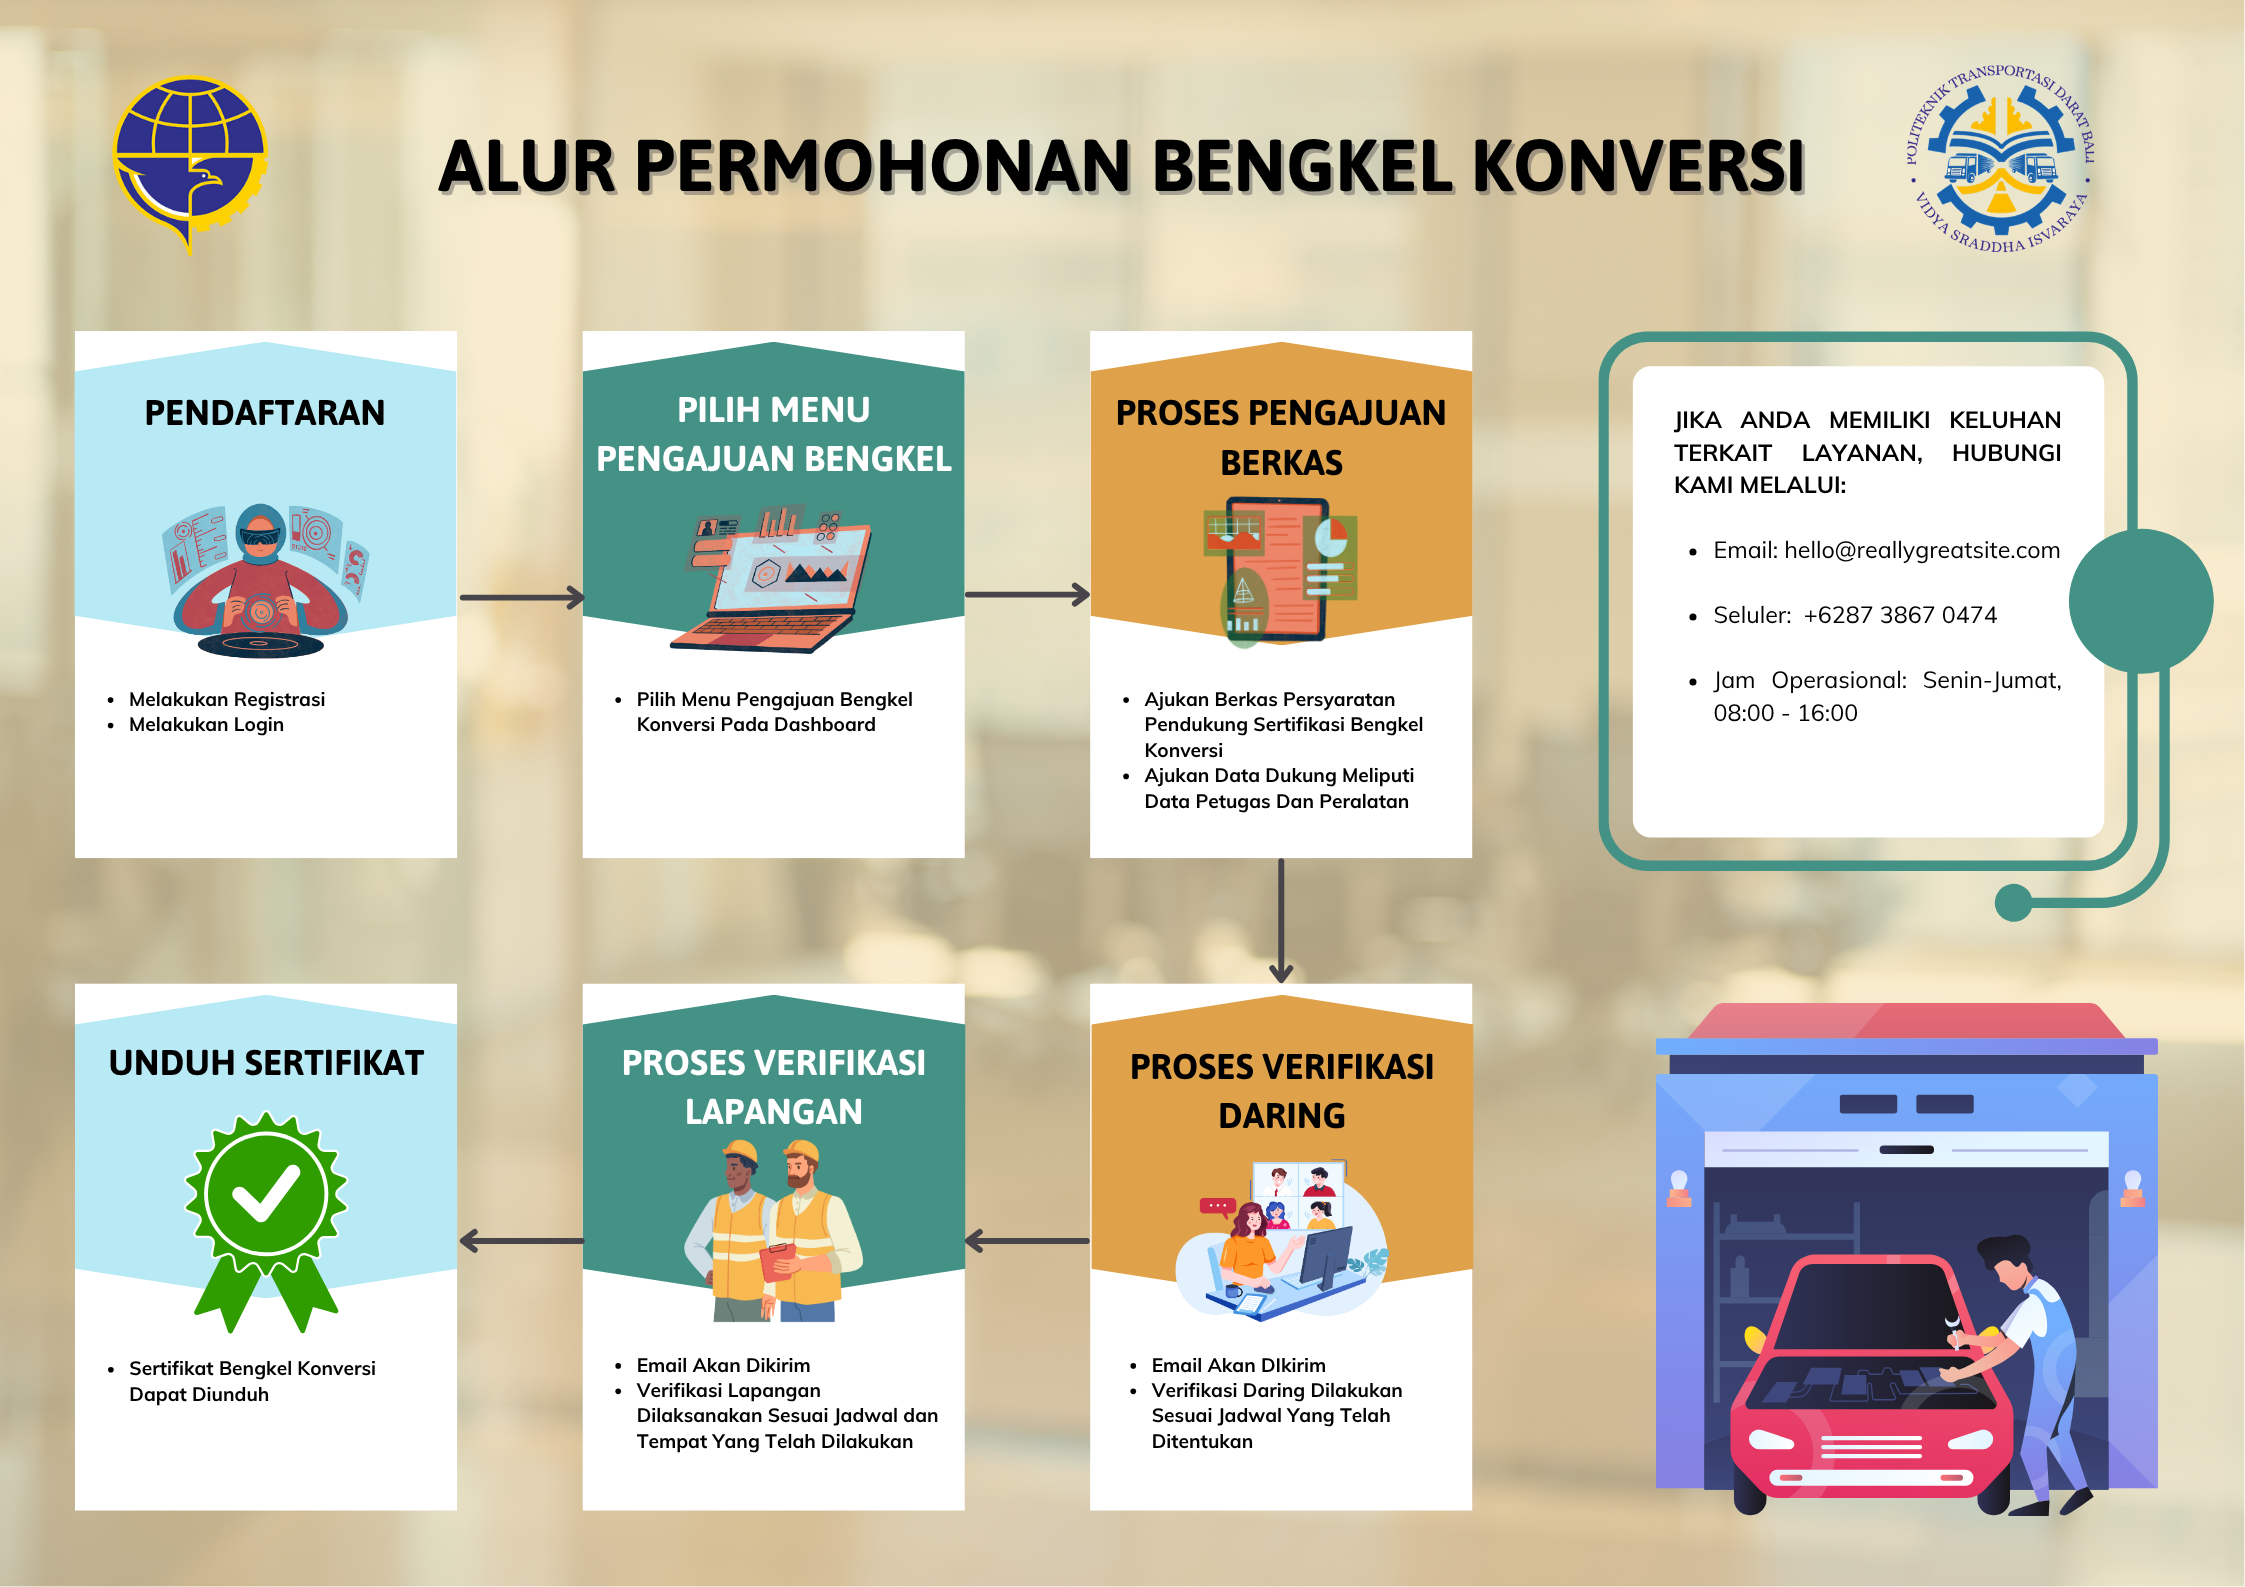 ALUR PERMOHONAN BENGKEL KONVERSI
POLITEKNIK TRANSPORTASI DARAT BALI
• VIDYA SRADDHA ISVARAYA •
PENDAFTARAN
• Melakukan Registrasi
• Melakukan Login
PILIH MENU
PENGAJUAN BENGKEL
• Pilih Menu Pengajuan Bengkel
Konversi Pada Dashboard
PROSES PENGAJUAN
BERKAS
• Ajukan Berkas Persyaratan
Pendukung Sertifikasi Bengkel
Konversi
• Ajukan Data Dukung Meliputi
Data Petugas Dan Peralatan
JIKA ANDA MEMILIKI KELUHAN
TERKAIT LAYANAN, HUBUNGI
KAMI MELALUI:
• Email: hello@reallygreatsite.com
• Seluler: +6287 3867 0474
• Jam Operasional: Senin-Jumat,
08:00 - 16:00
PROSES VERIFIKASI
DARING
• Email Akan DIkirim
• Verifikasi Daring Dilakukan
Sesuai Jadwal Yang Telah
Ditentukan
PROSES VERIFIKASI
LAPANGAN
• Email Akan Dikirim
• Verifikasi Lapangan
Dilaksanakan Sesuai Jadwal dan
Tempat Yang Telah Dilakukan
UNDUH SERTIFIKAT
• Sertifikat Bengkel Konversi
Dapat Diunduh